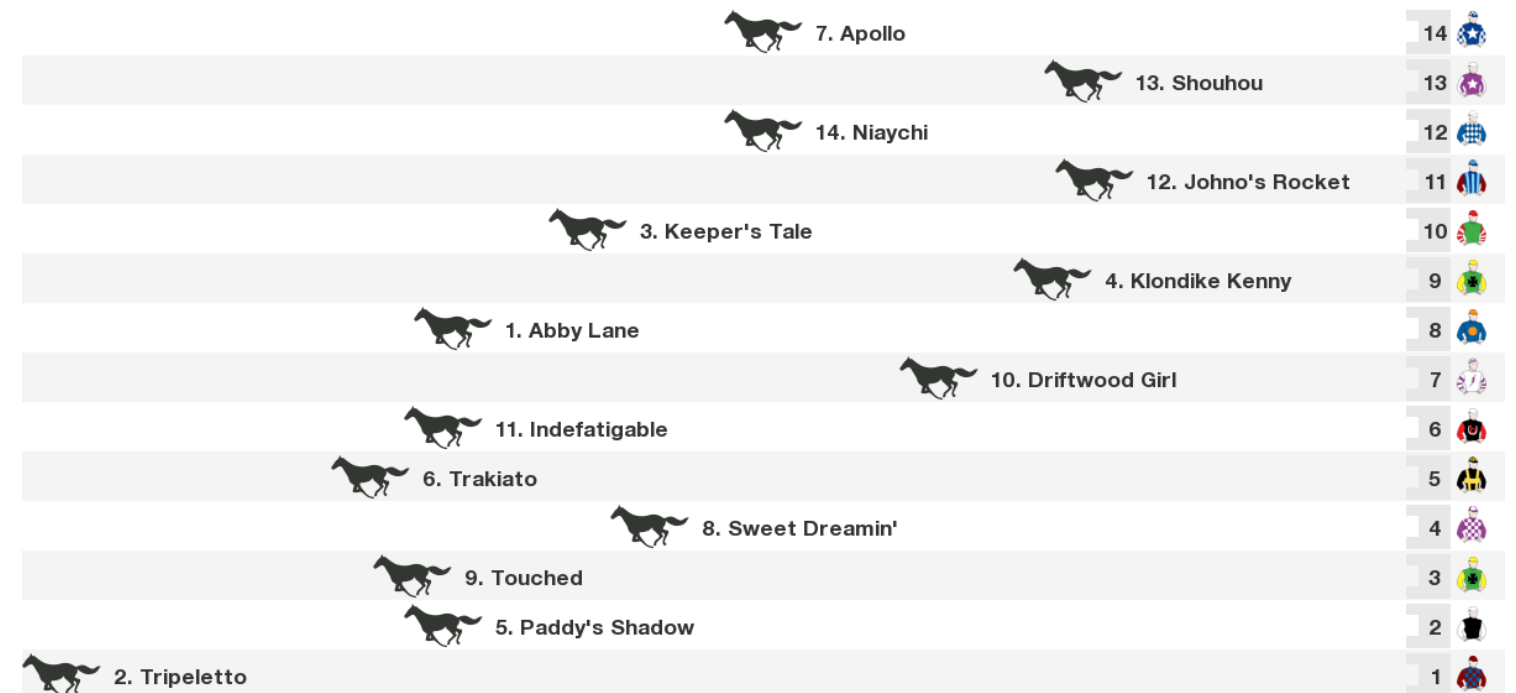 7. Apollo 14
13. Shouhou 13
14. Niaychi 12
12. Johno's Rocket 11
3. Keeper's Tale 10
4. Klondike Kenny 9
1. Abby Lane 8
10. Driftwood Girl 7
11. Indefatigable 6
6. Trakiato 5
8. Sweet Dreamin' 4
9. Touched 3
5. Paddy's Shadow 2
2. Tripeletto 1